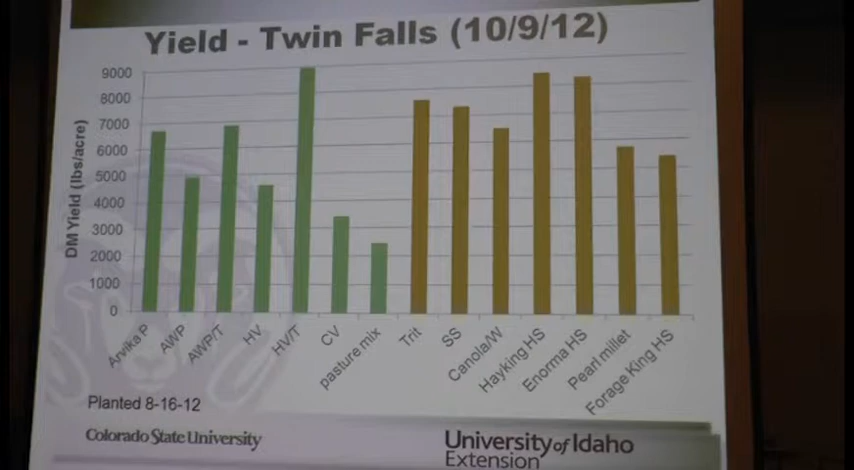 Yield - Twin Falls (10/9/12)
DM Yield (lbs/acre)
9000
8000
7000
6000
5000
4000
3000
2000
1000
0
Arvika P
AWP
AWP/T
HV
HV/T
CV
pasture mix
Trit
SS
Canola/W
Hayking HS
Enorma HS
Pearl millet
Forage King HS
Planted 8-16-12
Colorado State University
University of Idaho
Extension